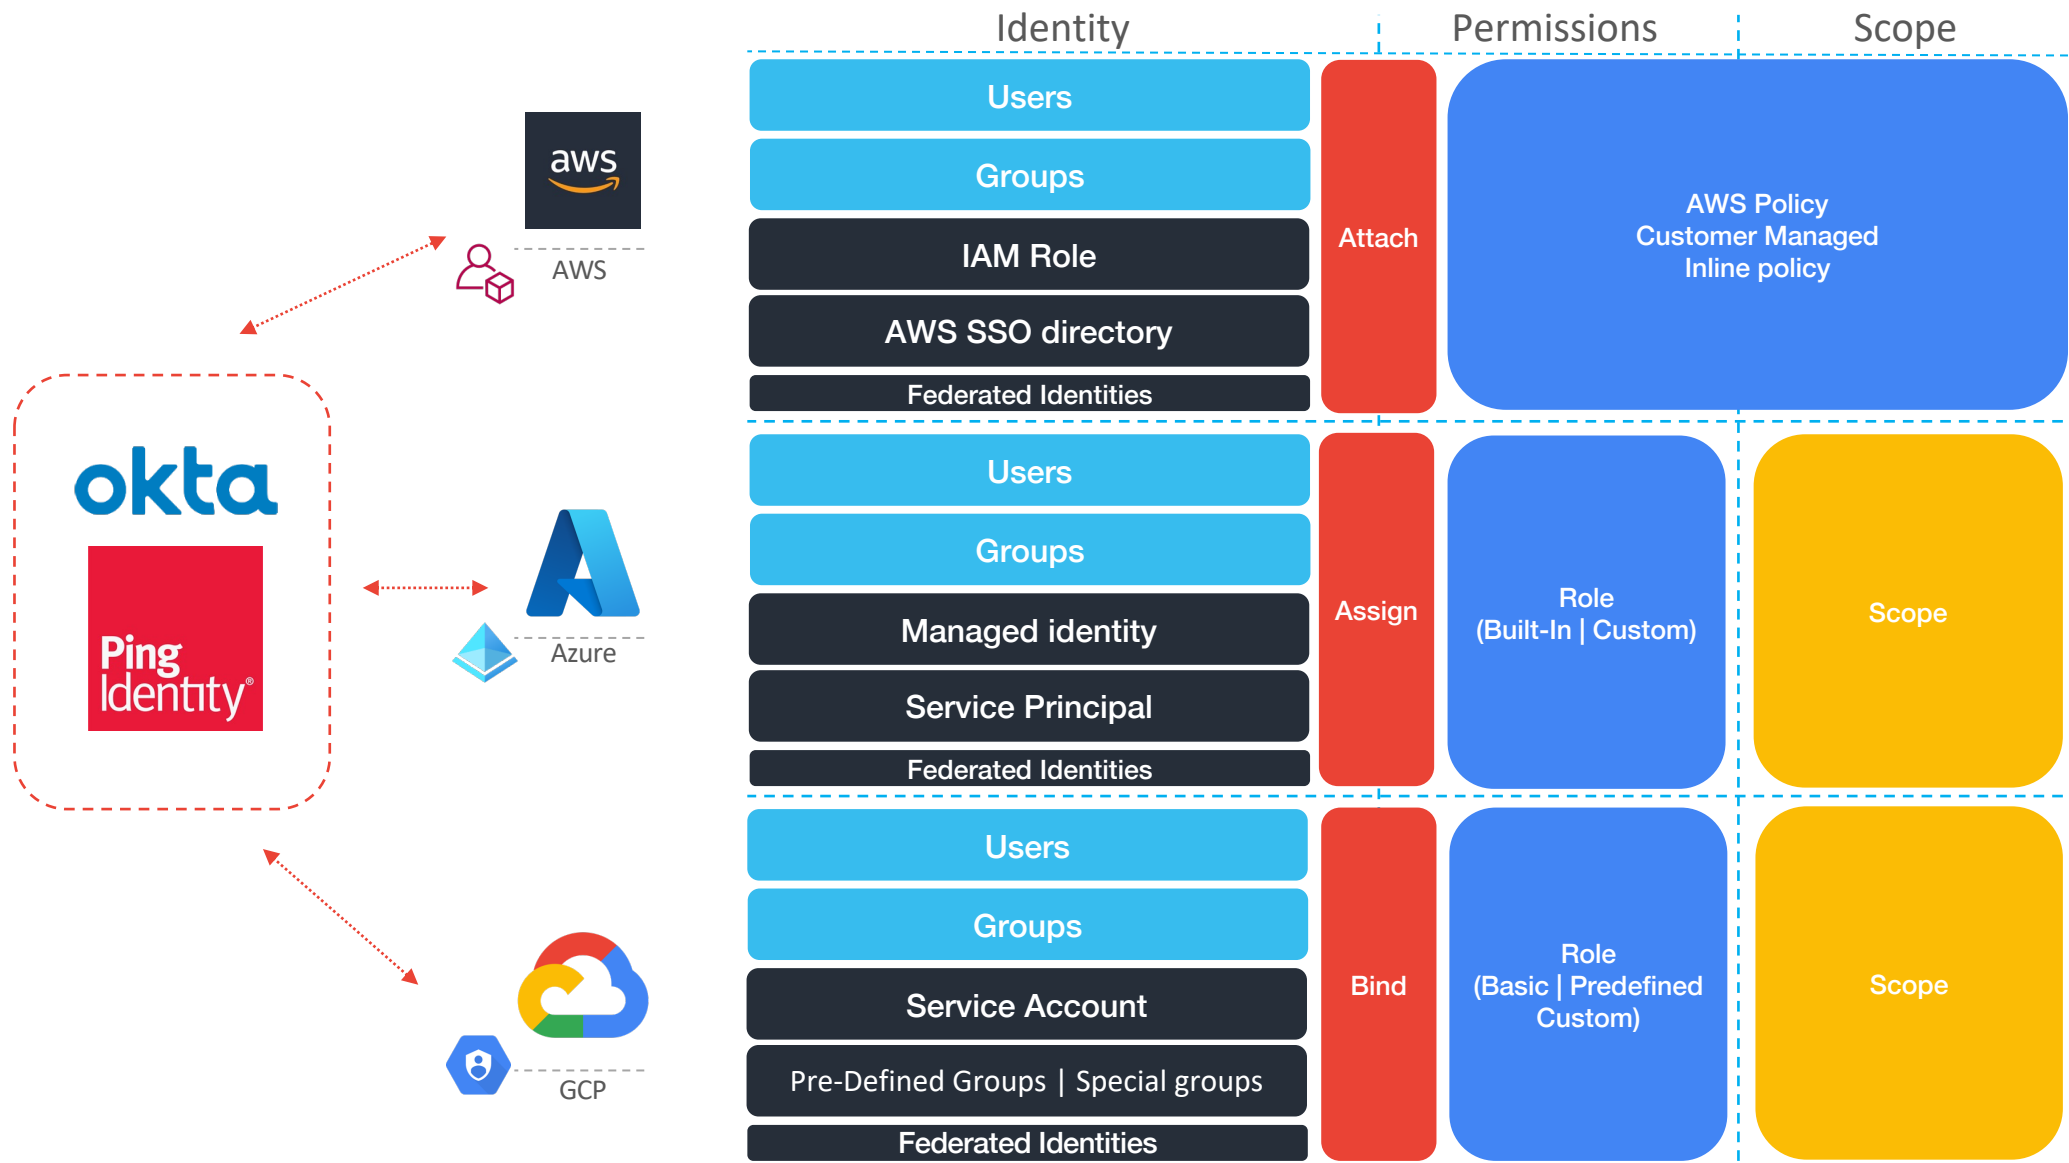 Identity
Permissions
Scope
aws
AWS
Users
Groups
IAM Role
AWS SSO directory
Federated Identities
Attach
AWS Policy
Customer Managed
Inline policy
okta
Ping
Identity®
Azure
Users
Groups
Managed identity
Service Principal
Federated Identities
Assign
Role
(Built-In | Custom)
Scope
GCP
Users
Groups
Service Account
Pre-Defined Groups | Special groups
Federated Identities
Bind
Role
(Basic | Predefined
Custom)
Scope